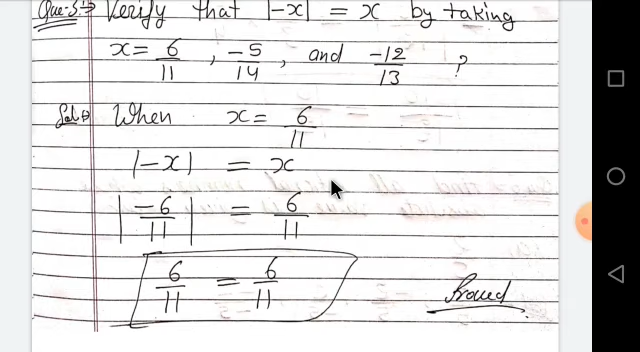 Que-5→ Verify that |-x| = x by taking
x = 6/11 , -5/14 , and -12/13 ?
Sol→ When x = 6/11
|-x| = x
|-6/11| = 6/11
6/11 = 6/11
Proved